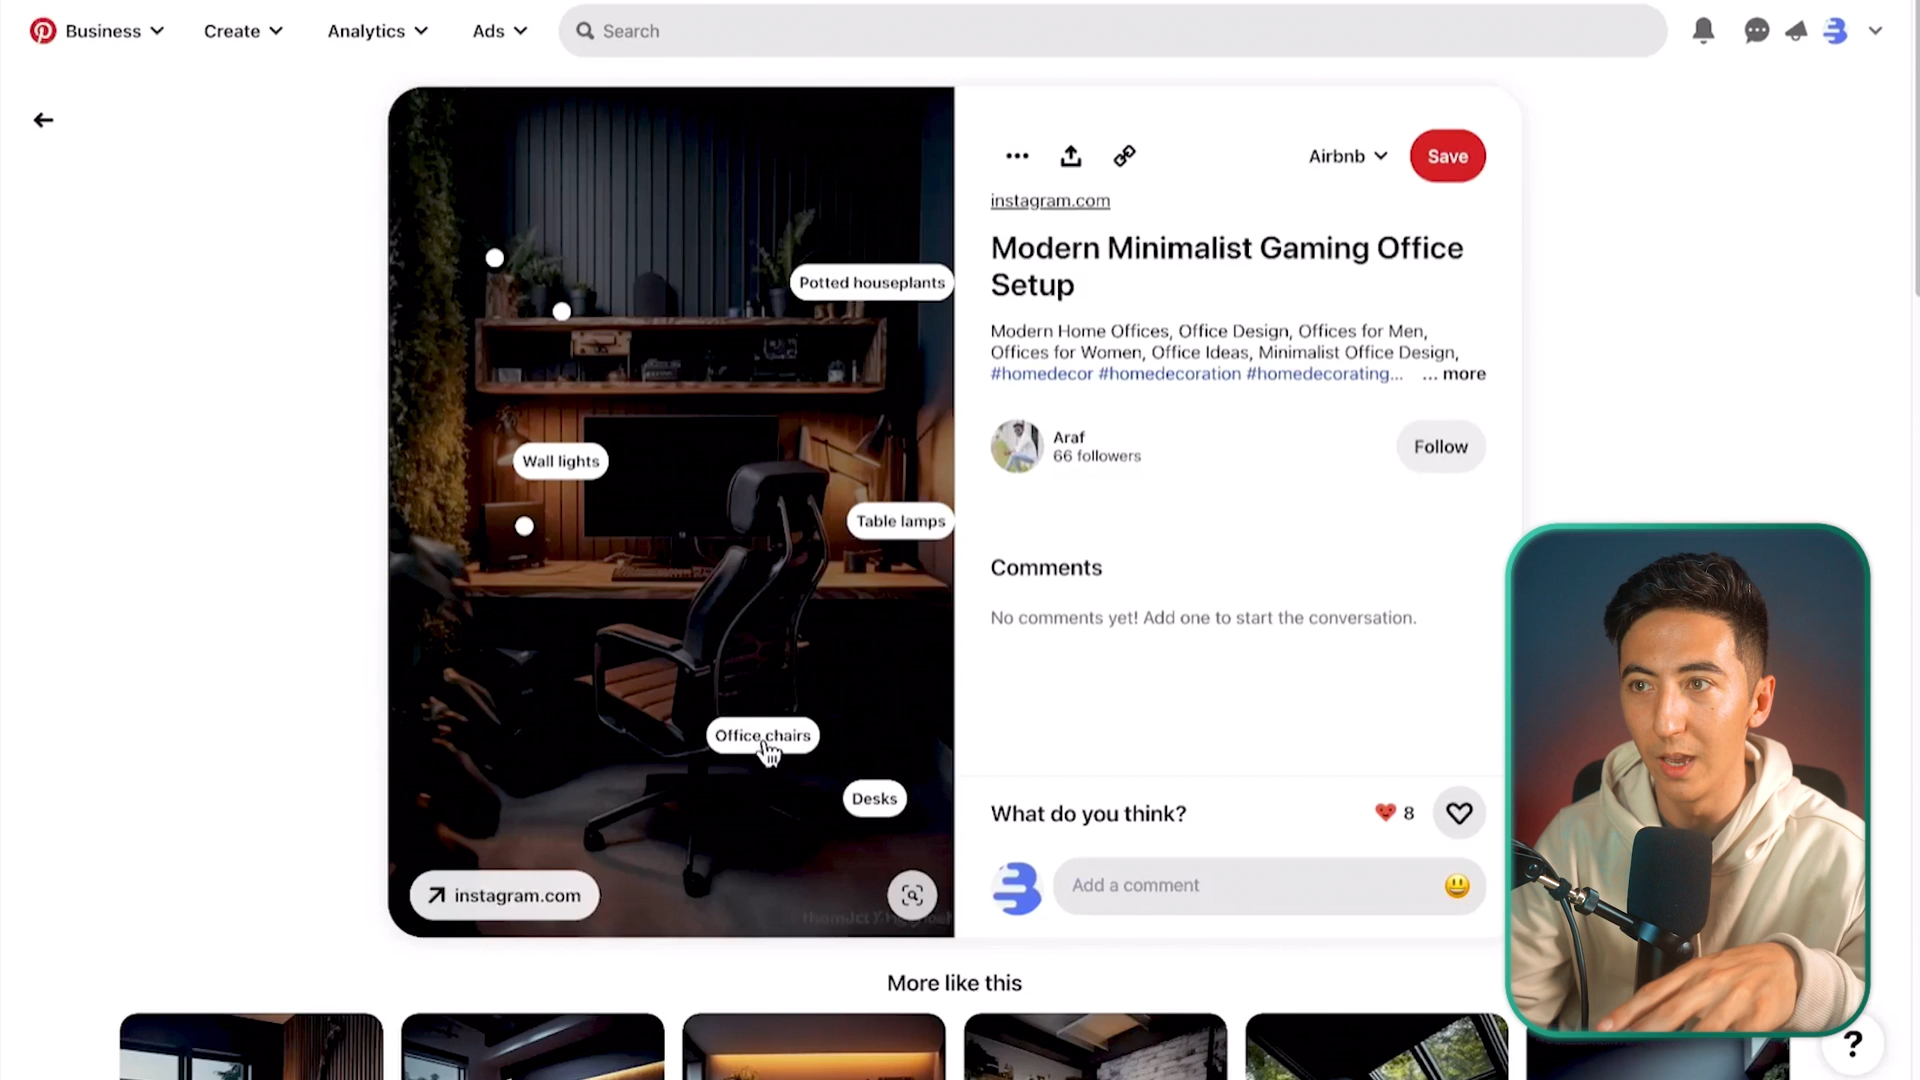 Business
Create
Analytics
Ads
Search
Airbnb
Save
instagram.com
Modern Minimalist Gaming Office
Setup
Modern Home Offices, Office Design, Offices for Men,
Offices for Women, Office Ideas, Minimalist Office Design,
#homedecor #homedecoration #homedecorating... ... more
Araf
66 followers
Follow
Comments
No comments yet! Add one to start the conversation.
What do you think?
8
Add a comment
Potted houseplants
Wall lights
Table lamps
Office chairs
Desks
instagram.com
More like this
?